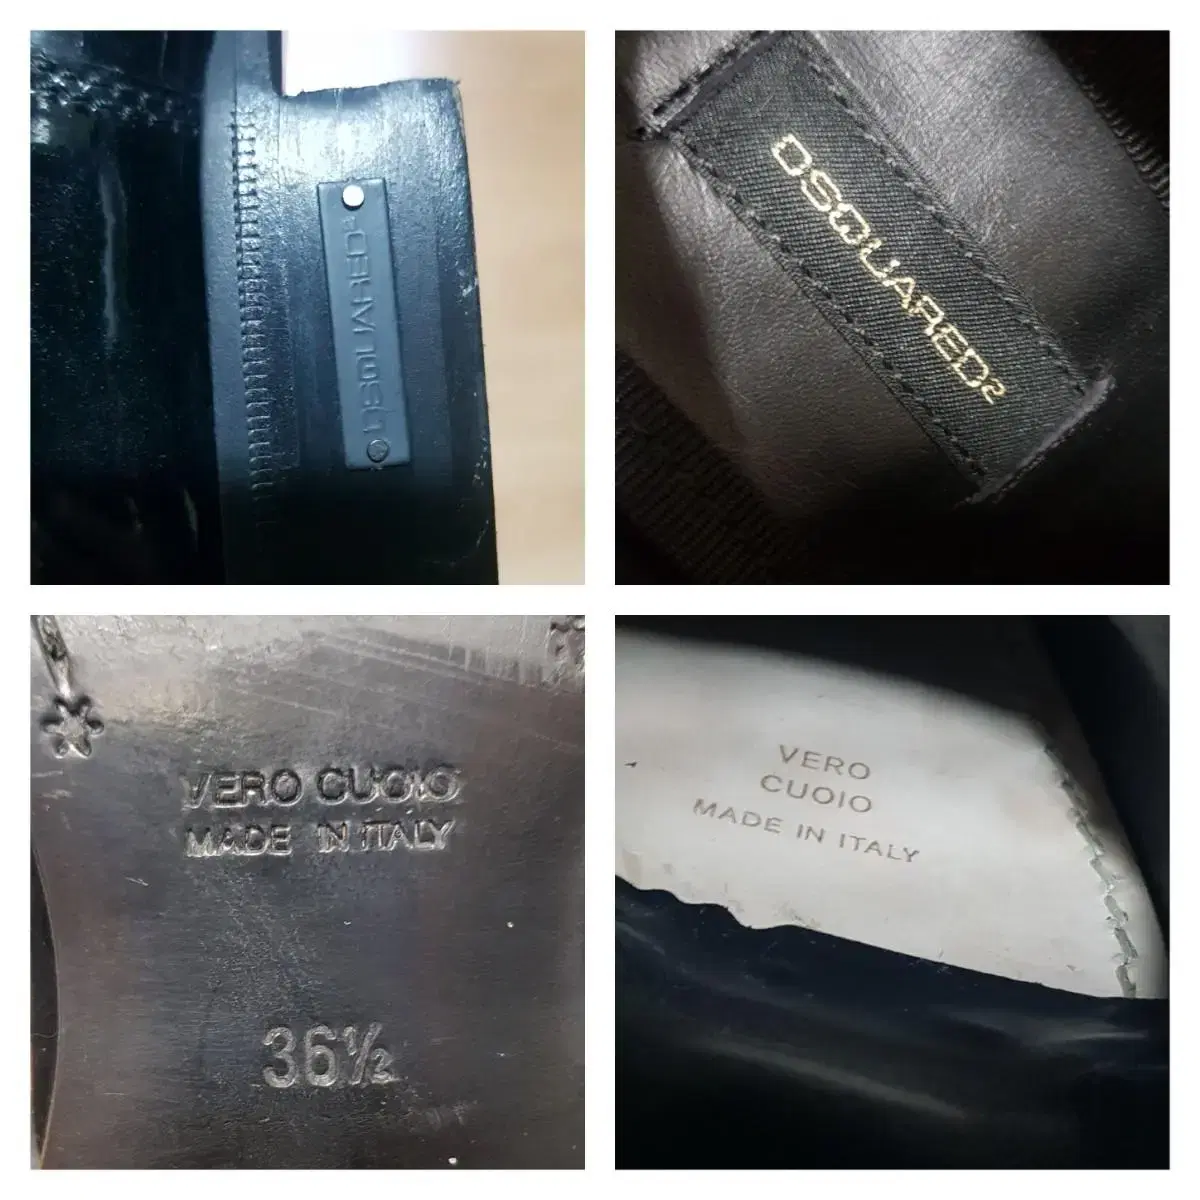 DSQUARED2
DSQUARED2
VERO CUOIO
MADE IN ITALY
36½
VERO
CUOIO
MADE IN ITALY